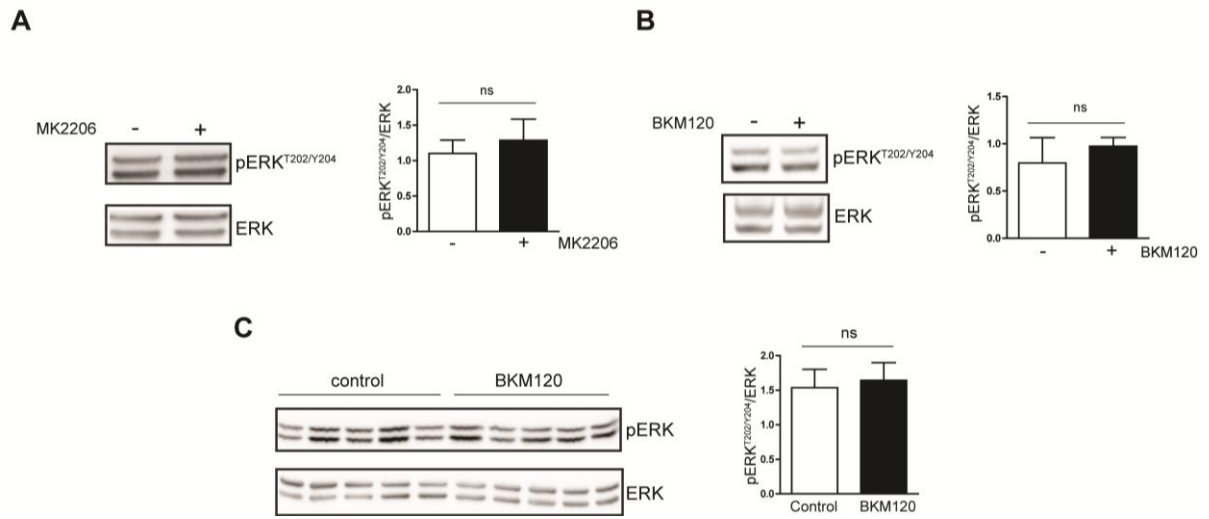 A
MK2206 - +
pERK^T202/Y204
ERK
pERK^T202/Y204/ERK
2.0
1.5
1.0
0.5
0.0
ns
- + MK2206
B
BKM120 - +
pERK^T202/Y204
ERK
pERK^T202/Y204/ERK
1.5
1.0
0.5
0.0
ns
- + BKM120
C
control BKM120
pERK
ERK
pERK^T202/Y204/ERK
2.0
1.5
1.0
0.5
0.0
ns
Control BKM120